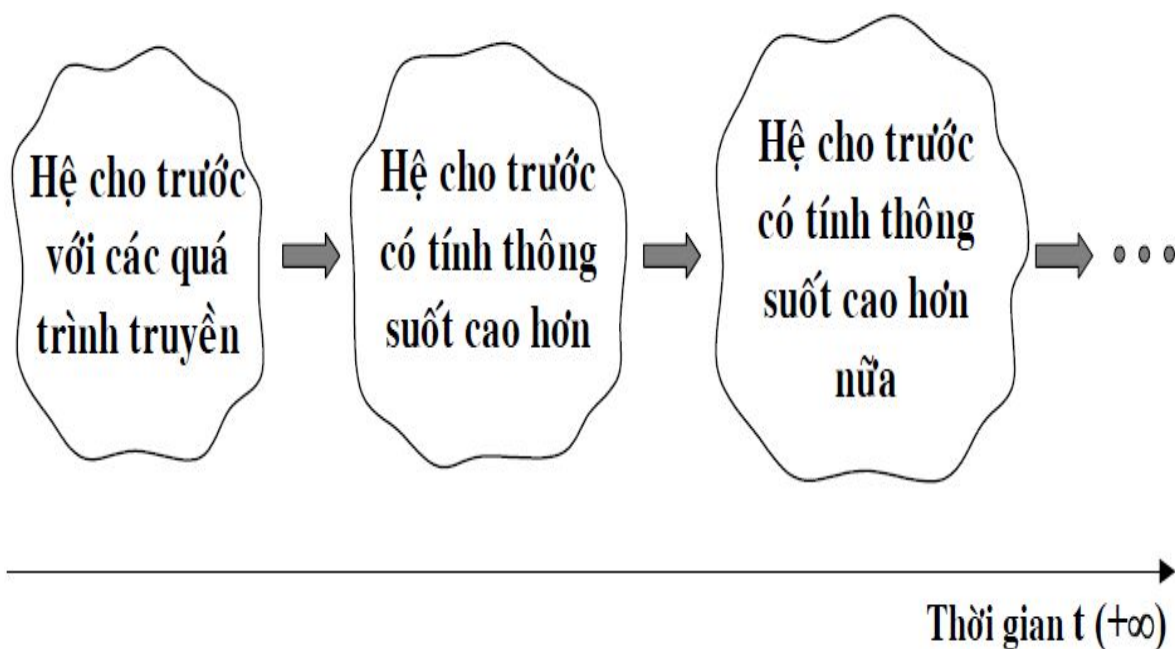 Hệ cho trước
với các quá
trình truyền
Hệ cho trước
có tính thông
suốt cao hơn
Hệ cho trước
có tính thông
suốt cao hơn
nữa
Thời gian t (+∞)